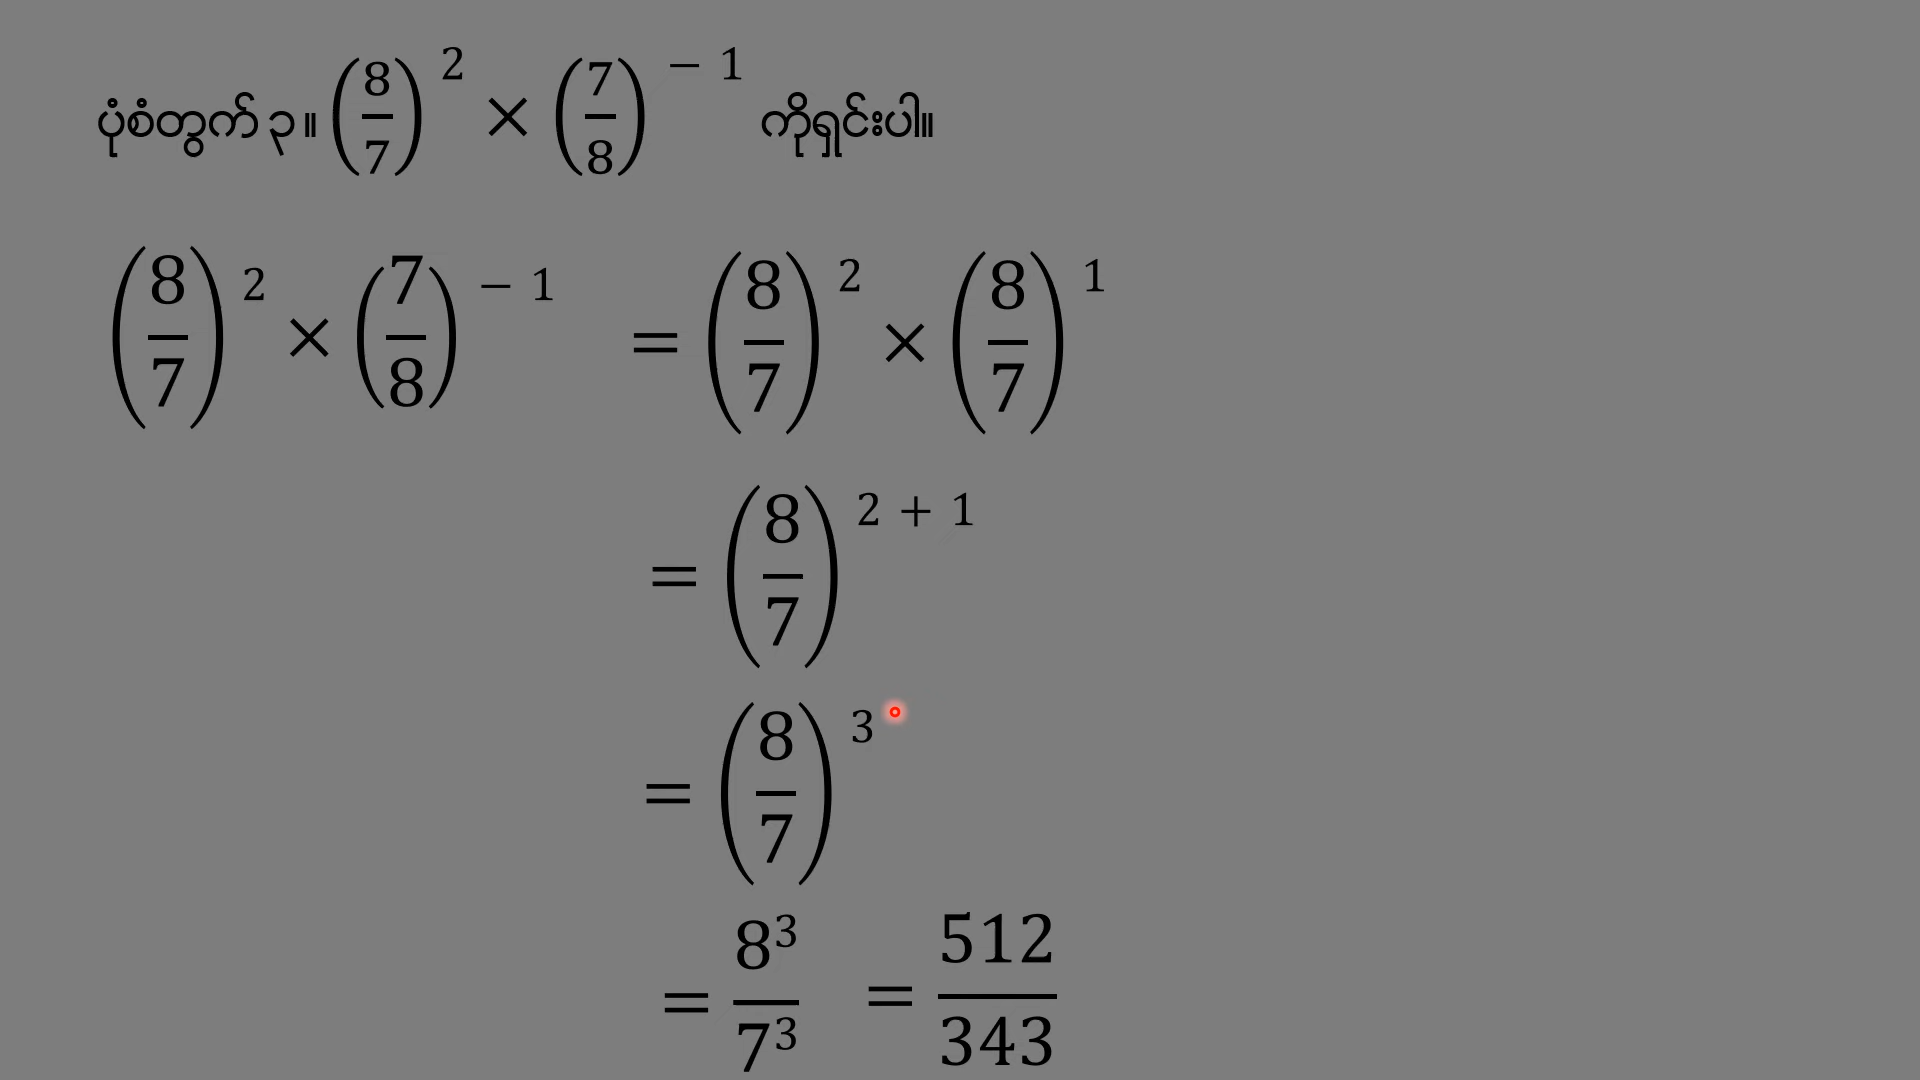 ပုံစံတွက် ၃။ (8/7)^2 × (7/8)^{-1} ကိုရှင်းပါ။
(8/7)^2 × (7/8)^{-1} = (8/7)^2 × (8/7)^1
= (8/7)^{2+1}
= (8/7)^3
= 8^3/7^3 = 512/343